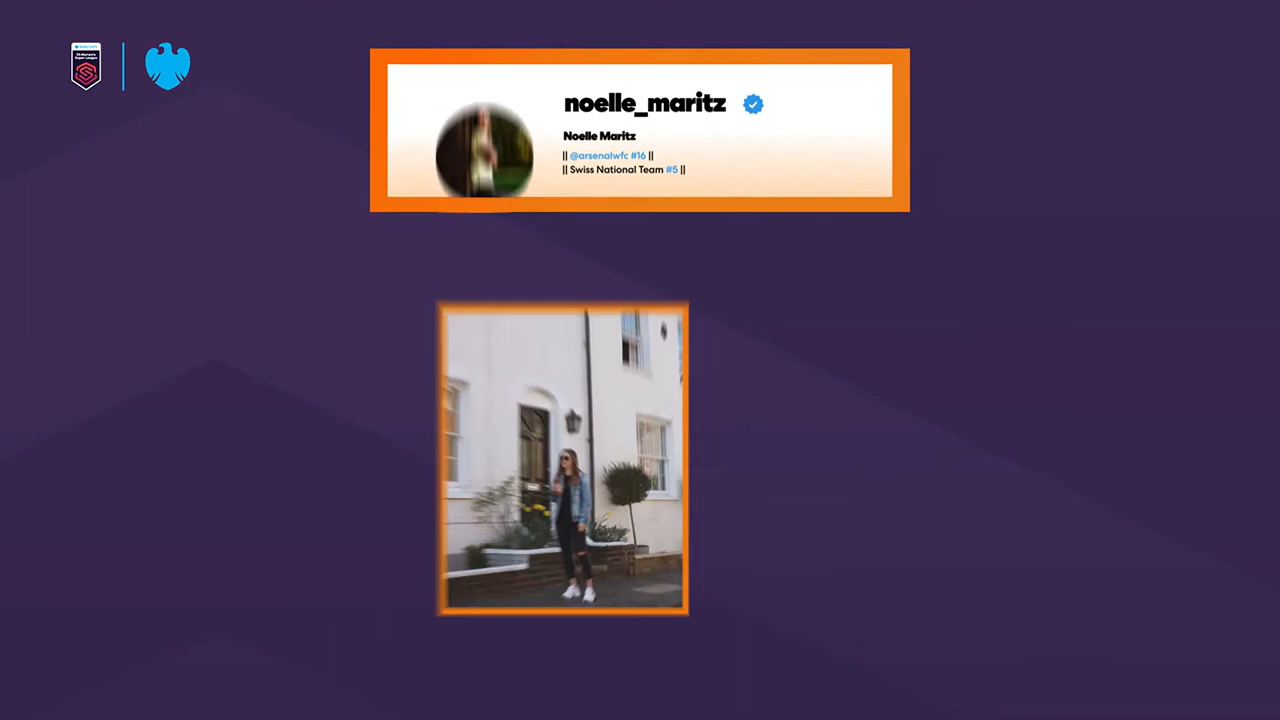 noelle_maritz
Noelle Maritz
|| @arsenalwfc #16 ||
|| Swiss National Team #5 ||